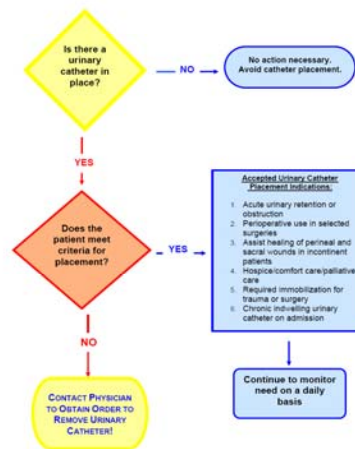 Is there a
urinary
catheter in
place?
NO
No action necessary.
Avoid catheter placement.
YES
Does the
patient meet
criteria for
placement?
YES
Accepted Urinary Catheter
Placement Indications:
1. Acute urinary retention or
obstruction
2. Perioperative use in selected
surgeries
3. Assist healing of perineal and
sacral wounds in incontinent
patients
4. Hospice/comfort care/palliative
care
5. Required immobilization for
trauma or surgery
6. Chronic indwelling urinary
catheter on admission
NO
CONTACT PHYSICIAN
TO OBTAIN ORDER TO
REMOVE URINARY
CATHETER!
Continue to monitor
need on a daily
basis